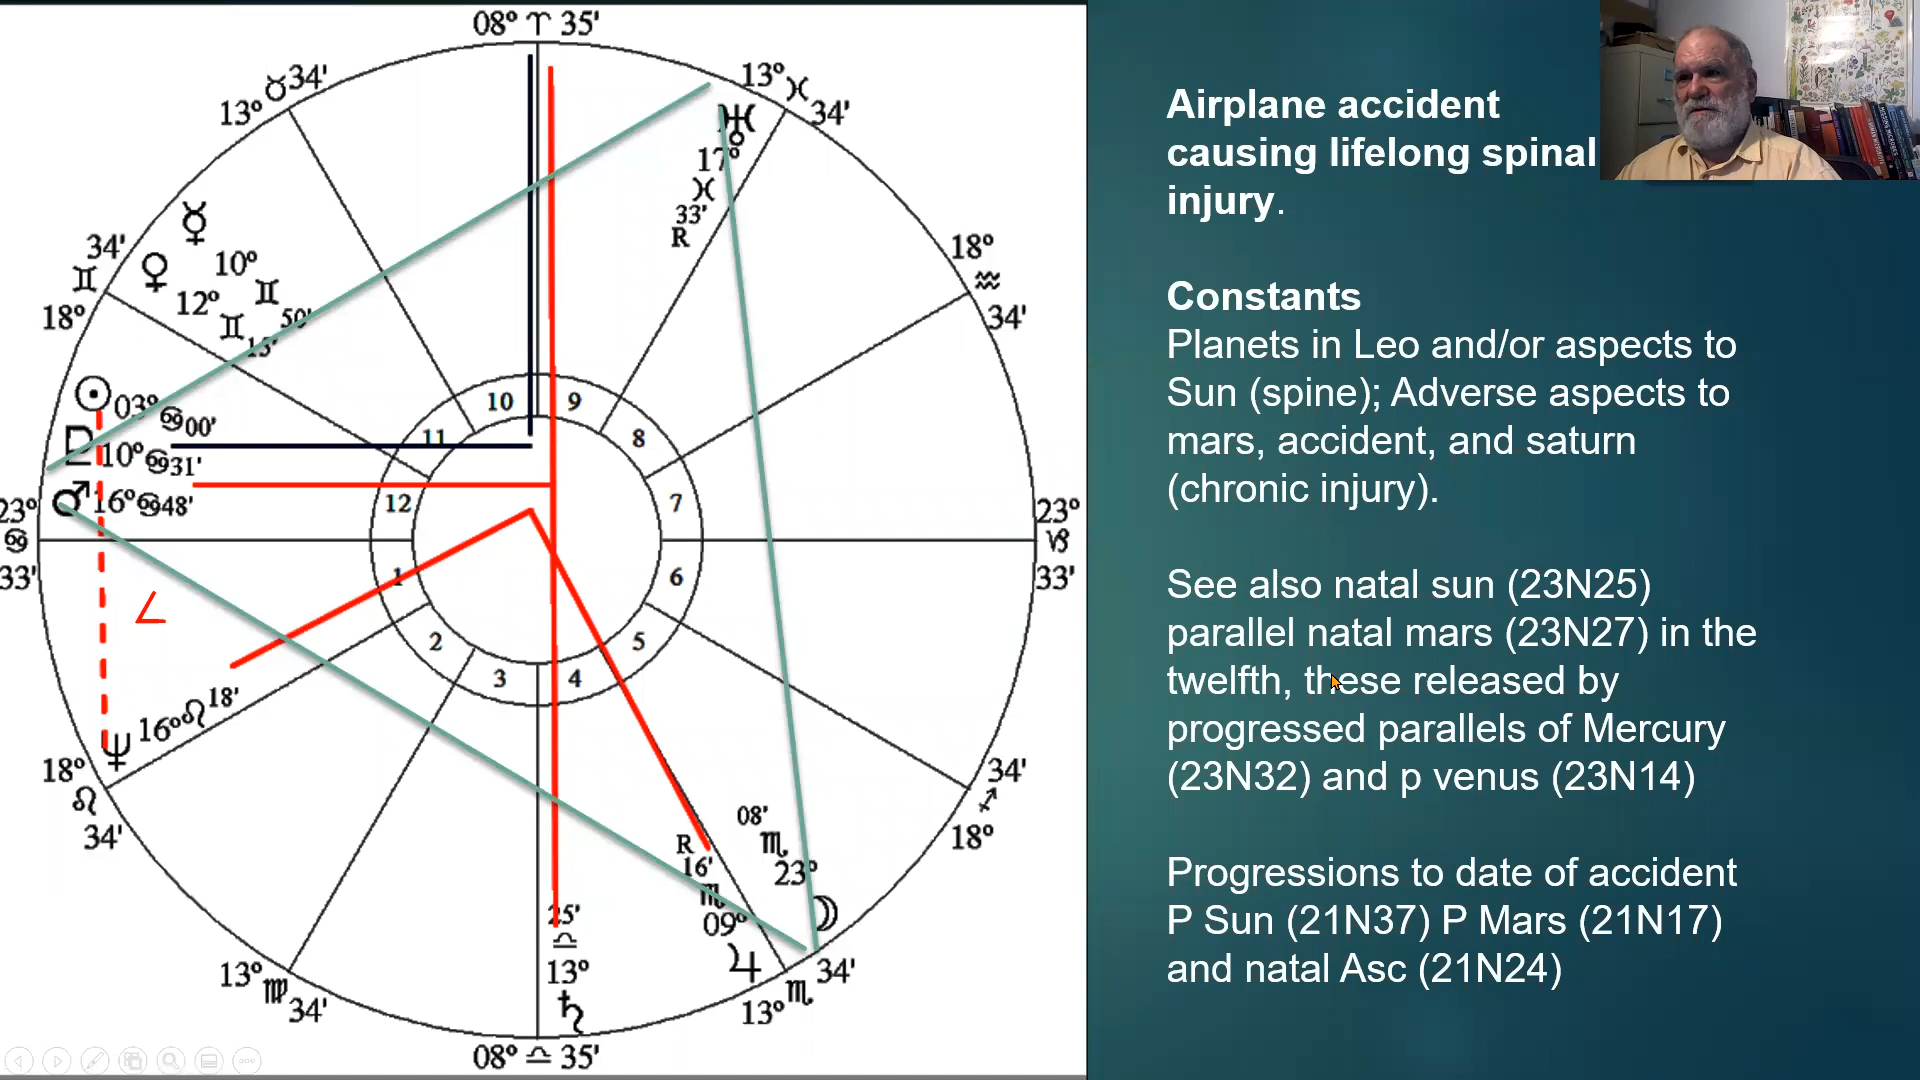 08° ♈ 35'
13° ♓ 34'
♅
17°
♓
33'
R
13° ♉ 34'
☿
10°
♊
50'
34'
♊
18°
♀
12°
♊
13'
18°
♒
34'
☉ 03° ♋ 00'
♇ 10° ♋ 31'
♂ 16° ♋ 48'
23°
♋
33'
23°
♑
33'
10 9
11 8
12 7
1 6
2 5
3 4
∠
♆ 16° ♌ 18'
18°
♌
34'
34'
♐
18°
08'
♏
23°
☽
R
16'
♏
09°
♃
25'
♎
13°
♄
13° ♍ 34'
13° ♏ 34'
08° ♎ 35'
Airplane accident
causing lifelong spinal
injury.
Constants
Planets in Leo and/or aspects to
Sun (spine); Adverse aspects to
mars, accident, and saturn
(chronic injury).
See also natal sun (23N25)
parallel natal mars (23N27) in the
twelfth, these released by
progressed parallels of Mercury
(23N32) and p venus (23N14)
Progressions to date of accident
P Sun (21N37) P Mars (21N17)
and natal Asc (21N24)